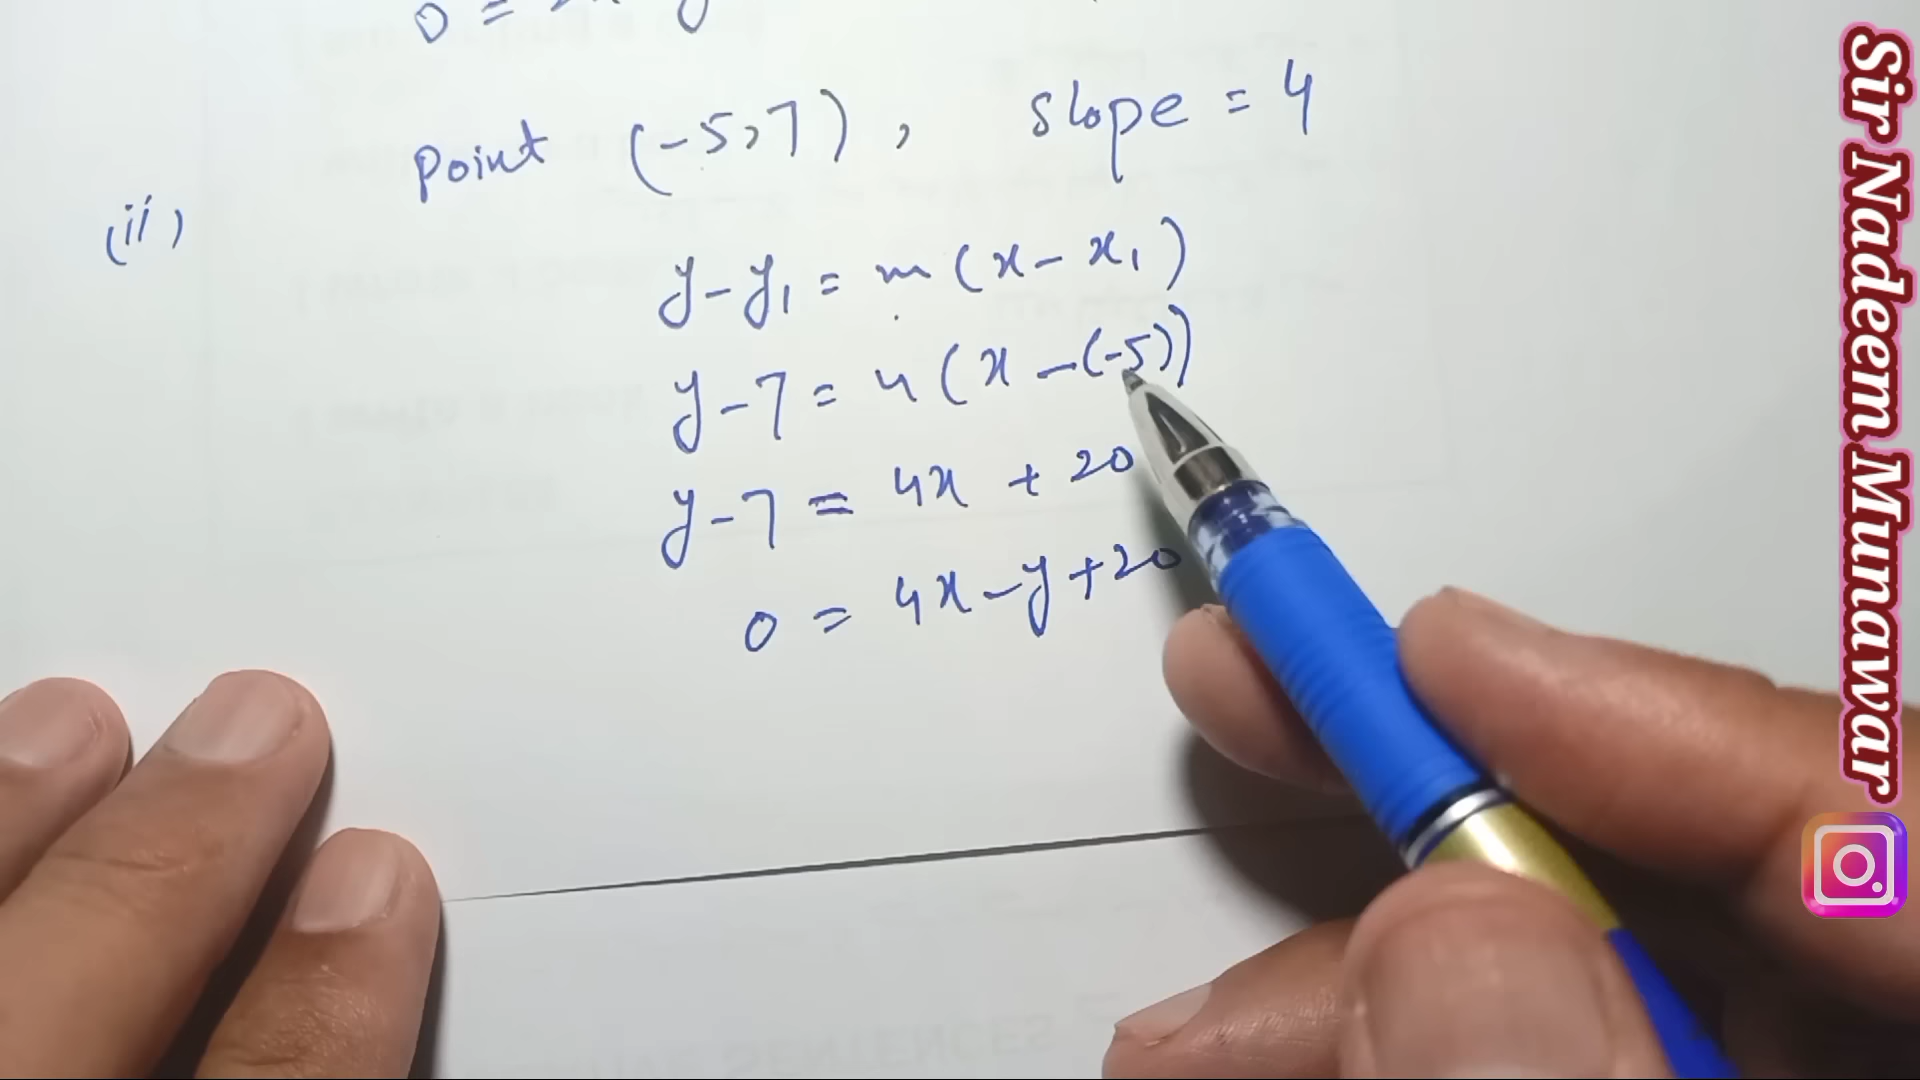 0 =
point (-5,7), slope = 4
(ii)
y-y₁ = m(x-x₁)
y-7 = 4(x-(-5))
y-7 = 4x + 20
0 = 4x-y+20
Sir Nadeem Munawar